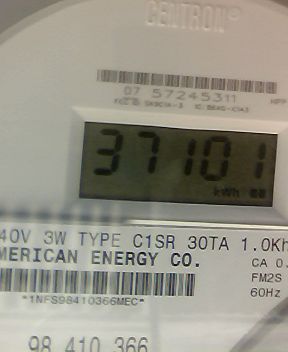 CENTRON®
07 57245311
37101
kWh
40V 3W TYPE C1SR 30TA 1.0Kh
MERICAN ENERGY CO.
CA 0.
FM2S
*1NFS98410366MEC*
60Hz
98 410 366